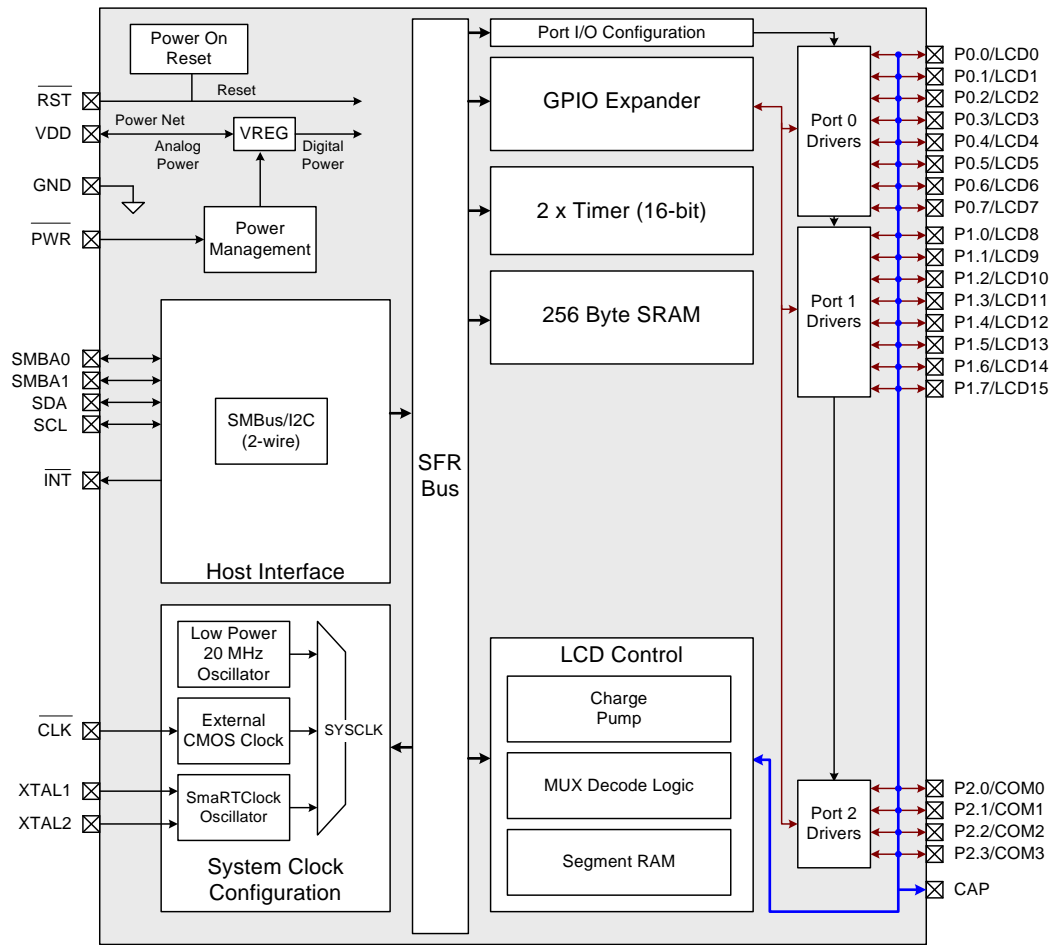 Power On
Reset
RST
Reset
VDD
Power Net
Analog
Power
VREG
Digital
Power
GND
PWR
Power
Management
SMBA0
SMBA1
SDA
SCL
INT
SMBus/I2C
(2-wire)
Host Interface
Low Power
20 MHz
Oscillator
CLK
External
CMOS Clock
SYSCLK
XTAL1
XTAL2
SmaRTClock
Oscillator
System Clock
Configuration
SFR
Bus
Port I/O Configuration
GPIO Expander
2 x Timer (16-bit)
256 Byte SRAM
LCD Control
Charge
Pump
MUX Decode Logic
Segment RAM
Port 0
Drivers
Port 1
Drivers
Port 2
Drivers
P0.0/LCD0
P0.1/LCD1
P0.2/LCD2
P0.3/LCD3
P0.4/LCD4
P0.5/LCD5
P0.6/LCD6
P0.7/LCD7
P1.0/LCD8
P1.1/LCD9
P1.2/LCD10
P1.3/LCD11
P1.4/LCD12
P1.5/LCD13
P1.6/LCD14
P1.7/LCD15
P2.0/COM0
P2.1/COM1
P2.2/COM2
P2.3/COM3
CAP